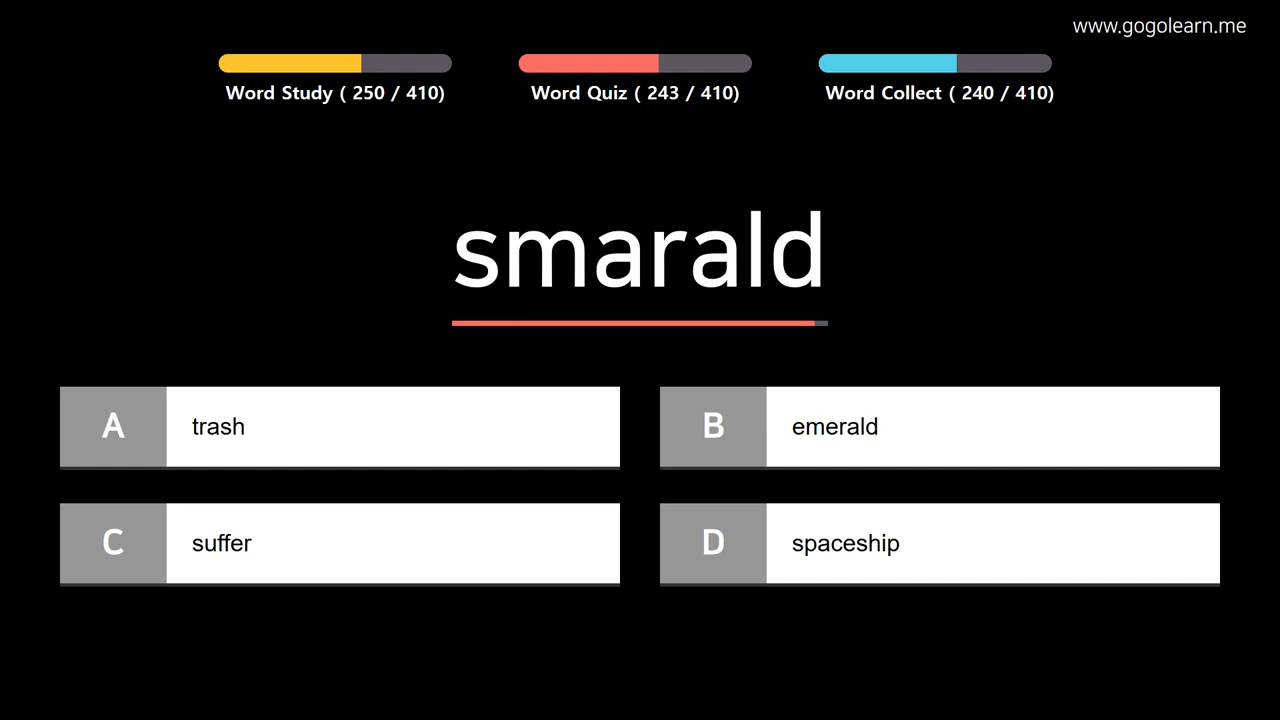 www.gogolearn.me
Word Study ( 250 / 410)
Word Quiz ( 243 / 410)
Word Collect ( 240 / 410)
smarald
A trash
B emerald
C suffer
D spaceship